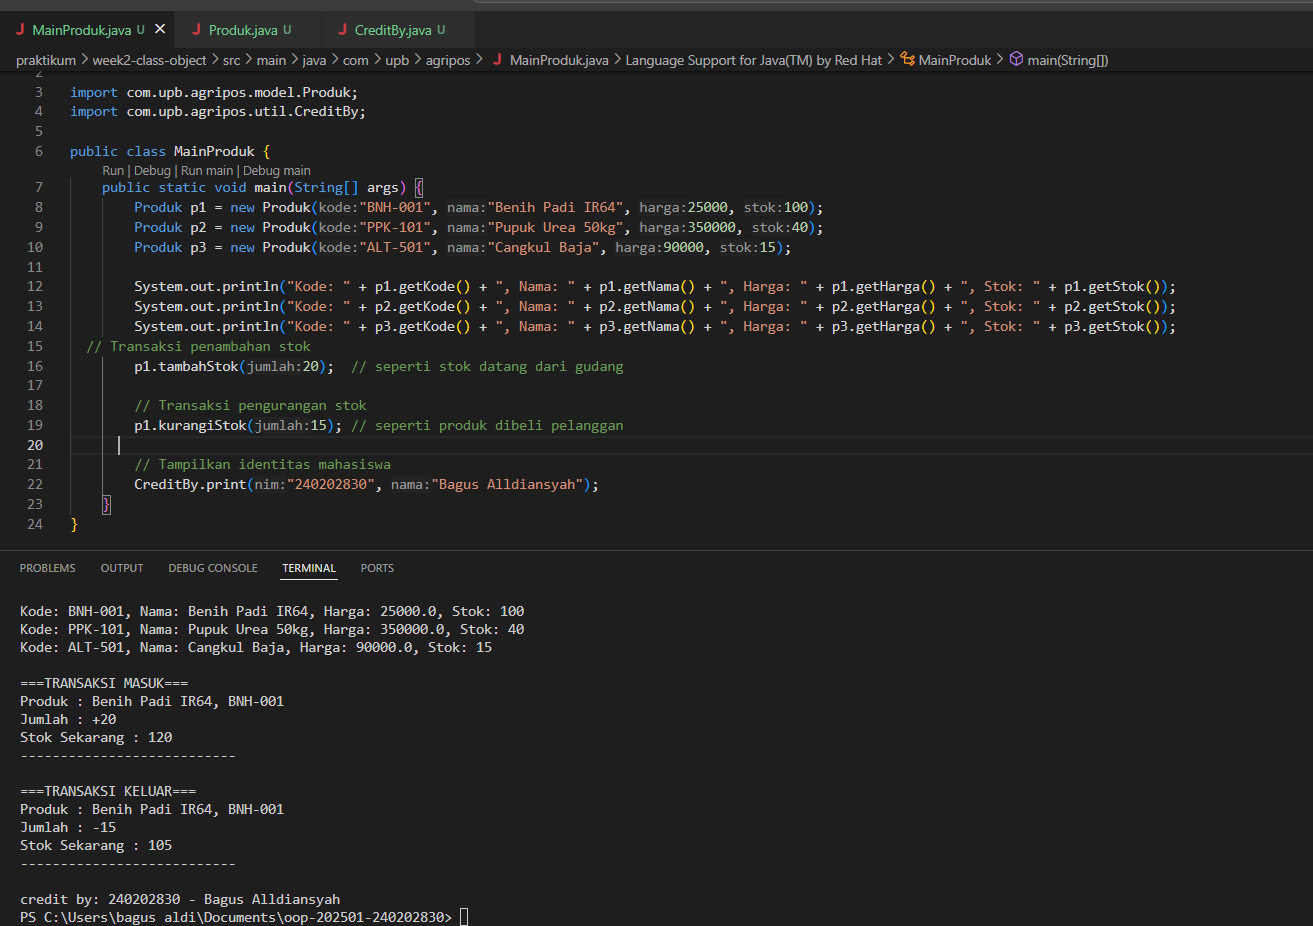 MainProduk.java U
Produk.java U
CreditBy.java U
praktikum > week2-class-object > src > main > java > com > upb > agripos > MainProduk.java > Language Support for Java(TM) by Red Hat > MainProduk > main(String[])
2
3 import com.upb.agripos.model.Produk;
4 import com.upb.agripos.util.CreditBy;
5
6 public class MainProduk {
Run | Debug | Run main | Debug main
7 public static void main(String[] args) {
8 Produk p1 = new Produk(kode:"BNH-001", nama:"Benih Padi IR64", harga:25000, stok:100);
9 Produk p2 = new Produk(kode:"PPK-101", nama:"Pupuk Urea 50kg", harga:350000, stok:40);
10 Produk p3 = new Produk(kode:"ALT-501", nama:"Cangkul Baja", harga:90000, stok:15);
11
12 System.out.println("Kode: " + p1.getKode() + ", Nama: " + p1.getNama() + ", Harga: " + p1.getHarga() + ", Stok: " + p1.getStok());
13 System.out.println("Kode: " + p2.getKode() + ", Nama: " + p2.getNama() + ", Harga: " + p2.getHarga() + ", Stok: " + p2.getStok());
14 System.out.println("Kode: " + p3.getKode() + ", Nama: " + p3.getNama() + ", Harga: " + p3.getHarga() + ", Stok: " + p3.getStok());
15 // Transaksi penambahan stok
16 p1.tambahStok(jumlah:20); // seperti stok datang dari gudang
17
18 // Transaksi pengurangan stok
19 p1.kurangiStok(jumlah:15); // seperti produk dibeli pelanggan
20
21 // Tampilkan identitas mahasiswa
22 CreditBy.print(nim:"240202830", nama:"Bagus Alldiansyah");
23 }
24 }
PROBLEMS OUTPUT DEBUG CONSOLE TERMINAL PORTS
Kode: BNH-001, Nama: Benih Padi IR64, Harga: 25000.0, Stok: 100
Kode: PPK-101, Nama: Pupuk Urea 50kg, Harga: 350000.0, Stok: 40
Kode: ALT-501, Nama: Cangkul Baja, Harga: 90000.0, Stok: 15
===TRANSAKSI MASUK===
Produk : Benih Padi IR64, BNH-001
Jumlah : +20
Stok Sekarang : 120
---------------------------
===TRANSAKSI KELUAR===
Produk : Benih Padi IR64, BNH-001
Jumlah : -15
Stok Sekarang : 105
---------------------------
credit by: 240202830 - Bagus Alldiansyah
PS C:\Users\bagus aldi\Documents\oop-202501-240202830>